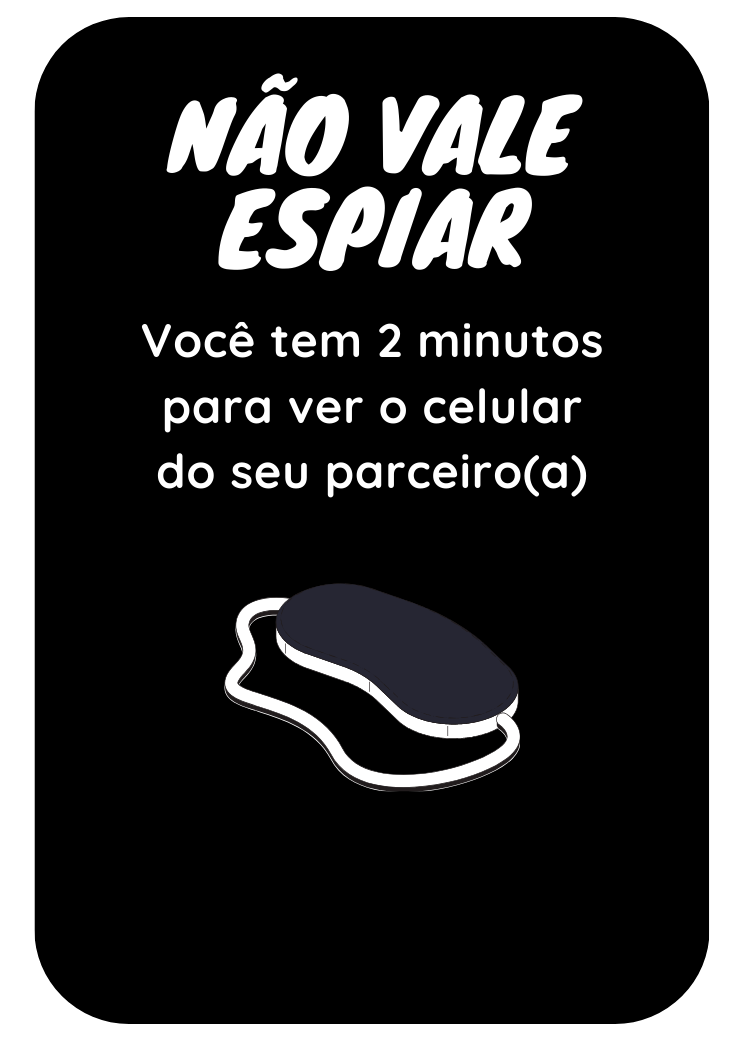 NÃO VALE
ESPIAR
Você tem 2 minutos
para ver o celular
do seu parceiro(a)